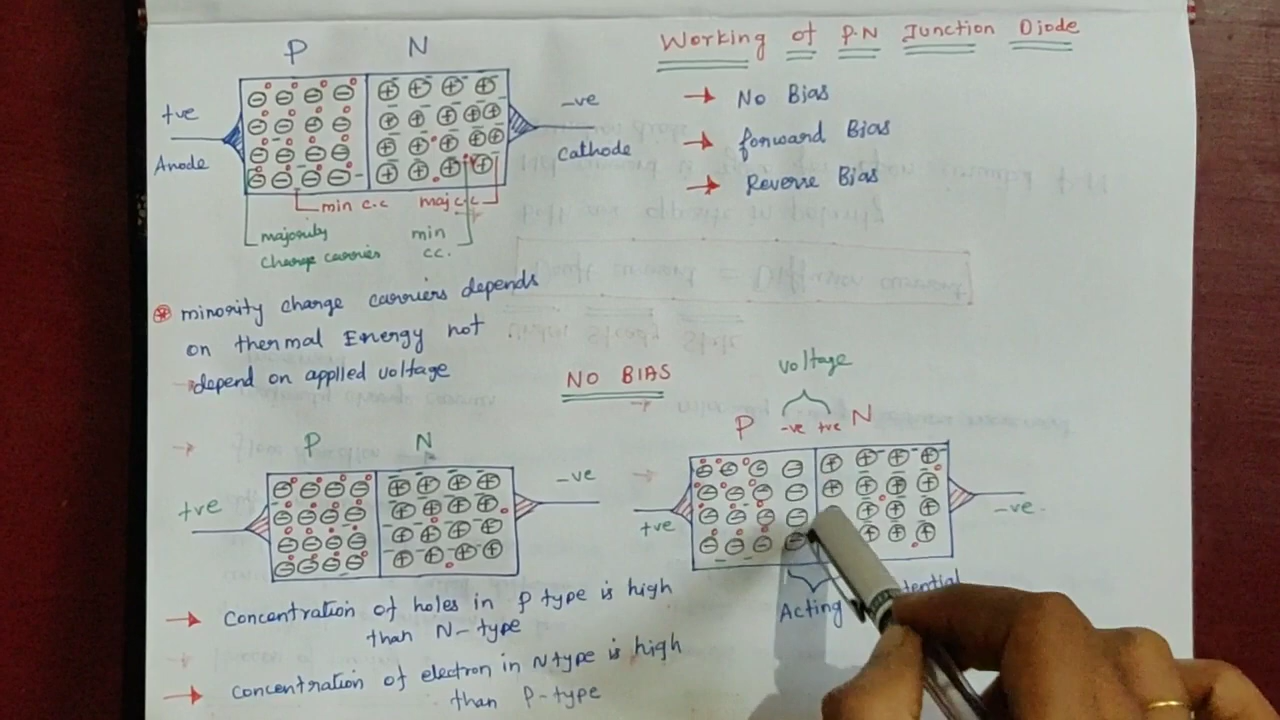 Working of P-N Junction Diode
→ No Bias
→ forward Bias
→ Reverse Bias
P N
+ve
Anode
-ve
Cathode
min c.c maj c.c
majority
charge carries
min
cc.
minority change carriers depends
on thermal Energy not
depend on applied voltage
NO BIAS
P N
+ve
-ve
voltage
P -ve +ve N
+ve
-ve
Acting
→ Concentration of holes in P type is high
than N-type
→ concentration of electron in N type is high
than P-type